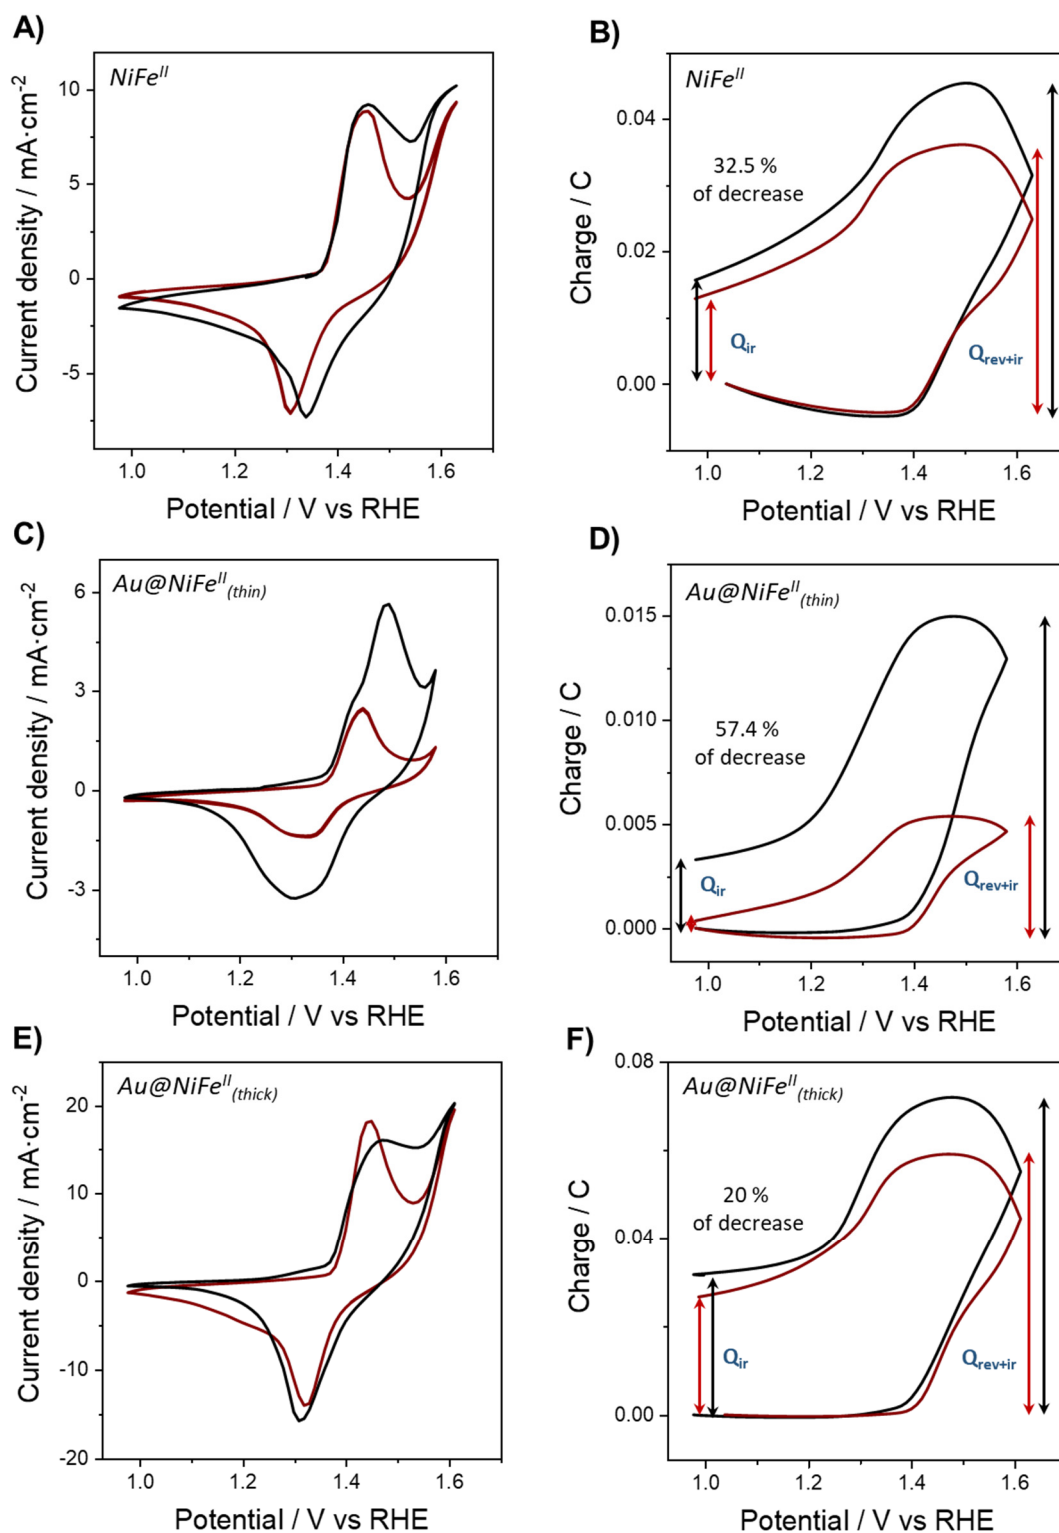 A)
NiFe^II
Current density / mA·cm⁻²
10
5
0
-5
1.0 1.2 1.4 1.6
Potential / V vs RHE
B)
NiFe^II
Charge / C
0.04
0.02
0.00
32.5 %
of decrease
Q_ir
Q_rev+ir
1.0 1.2 1.4 1.6
Potential / V vs RHE
C)
Au@NiFe^II_(thin)
Current density / mA·cm⁻²
6
3
0
-3
1.0 1.2 1.4 1.6
Potential / V vs RHE
D)
Au@NiFe^II_(thin)
Charge / C
0.015
0.010
0.005
0.000
57.4 %
of decrease
Q_ir
Q_rev+ir
1.0 1.2 1.4 1.6
Potential / V vs RHE
E)
Au@NiFe^II_(thick)
Current density / mA·cm⁻²
20
10
0
-10
-20
1.0 1.2 1.4 1.6
Potential / V vs RHE
F)
Au@NiFe^II_(thick)
Charge / C
0.08
0.04
0.00
20 %
of decrease
Q_ir
Q_rev+ir
1.0 1.2 1.4 1.6
Potential / V vs RHE